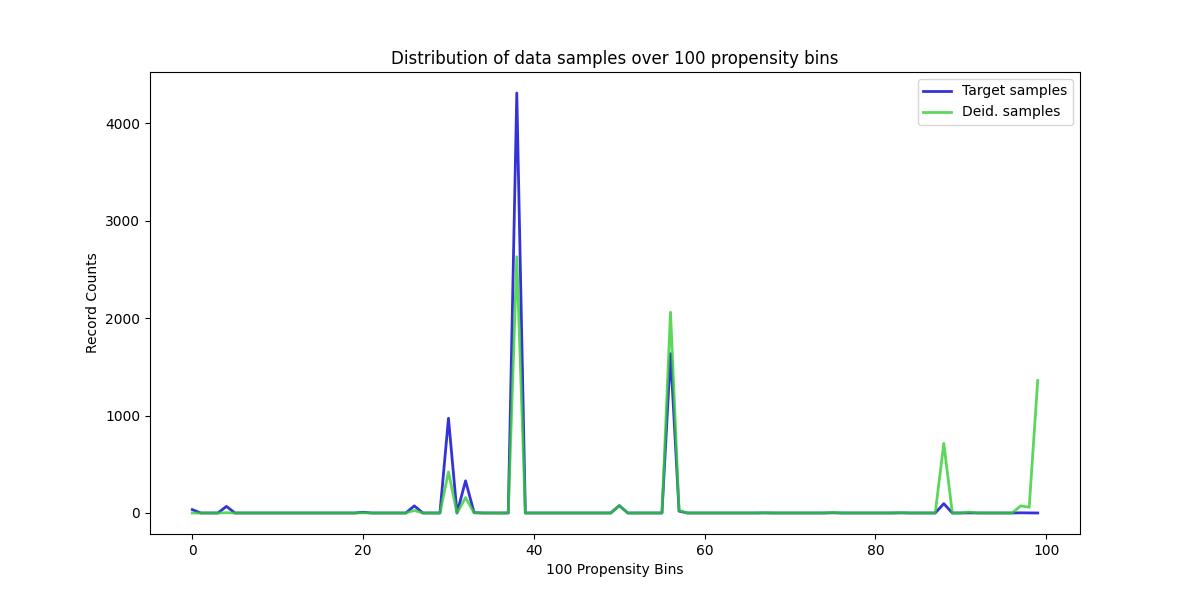 Distribution of data samples over 100 propensity bins
Target samples
Deid. samples
4000
3000
2000
1000
0
Record Counts
0 20 40 60 80 100
100 Propensity Bins